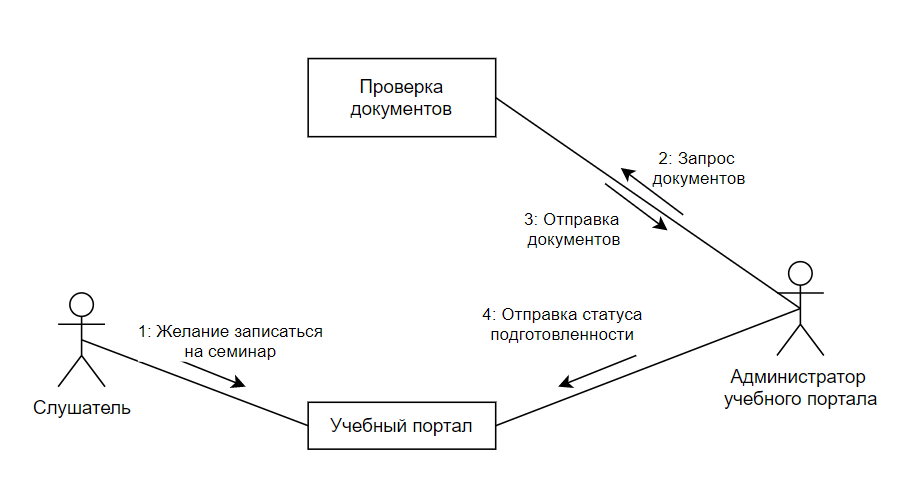 Проверка
документов
2: Запрос
документов
3: Отправка
документов
1: Желание записаться
на семинар
4: Отправка статуса
подготовленности
Слушатель
Учебный портал
Администратор
учебного портала